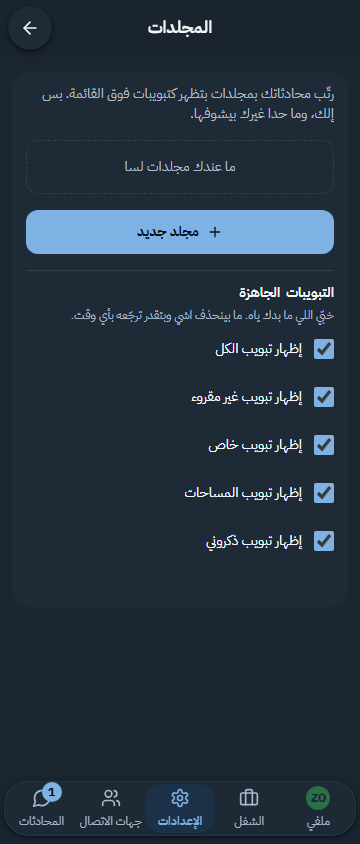 المجلدات
رتّب محادثاتك بمجلدات بتظهر كتبويبات فوق القائمة. بس
إلك، وما حدا غيرك بيشوفها.
ما عندك مجلدات لسا
+ مجلد جديد
التبويبات الجاهزة
خبّي اللي ما بدك ياه. ما بينحذف اشي وبتقدر ترجّعه بأي وقت.
إظهار تبويب الكل
إظهار تبويب غير مقروء
إظهار تبويب خاص
إظهار تبويب المساحات
إظهار تبويب ذكروني
ZO
ملفي
الشغل
الإعدادات
جهات الاتصال
1
المحادثات